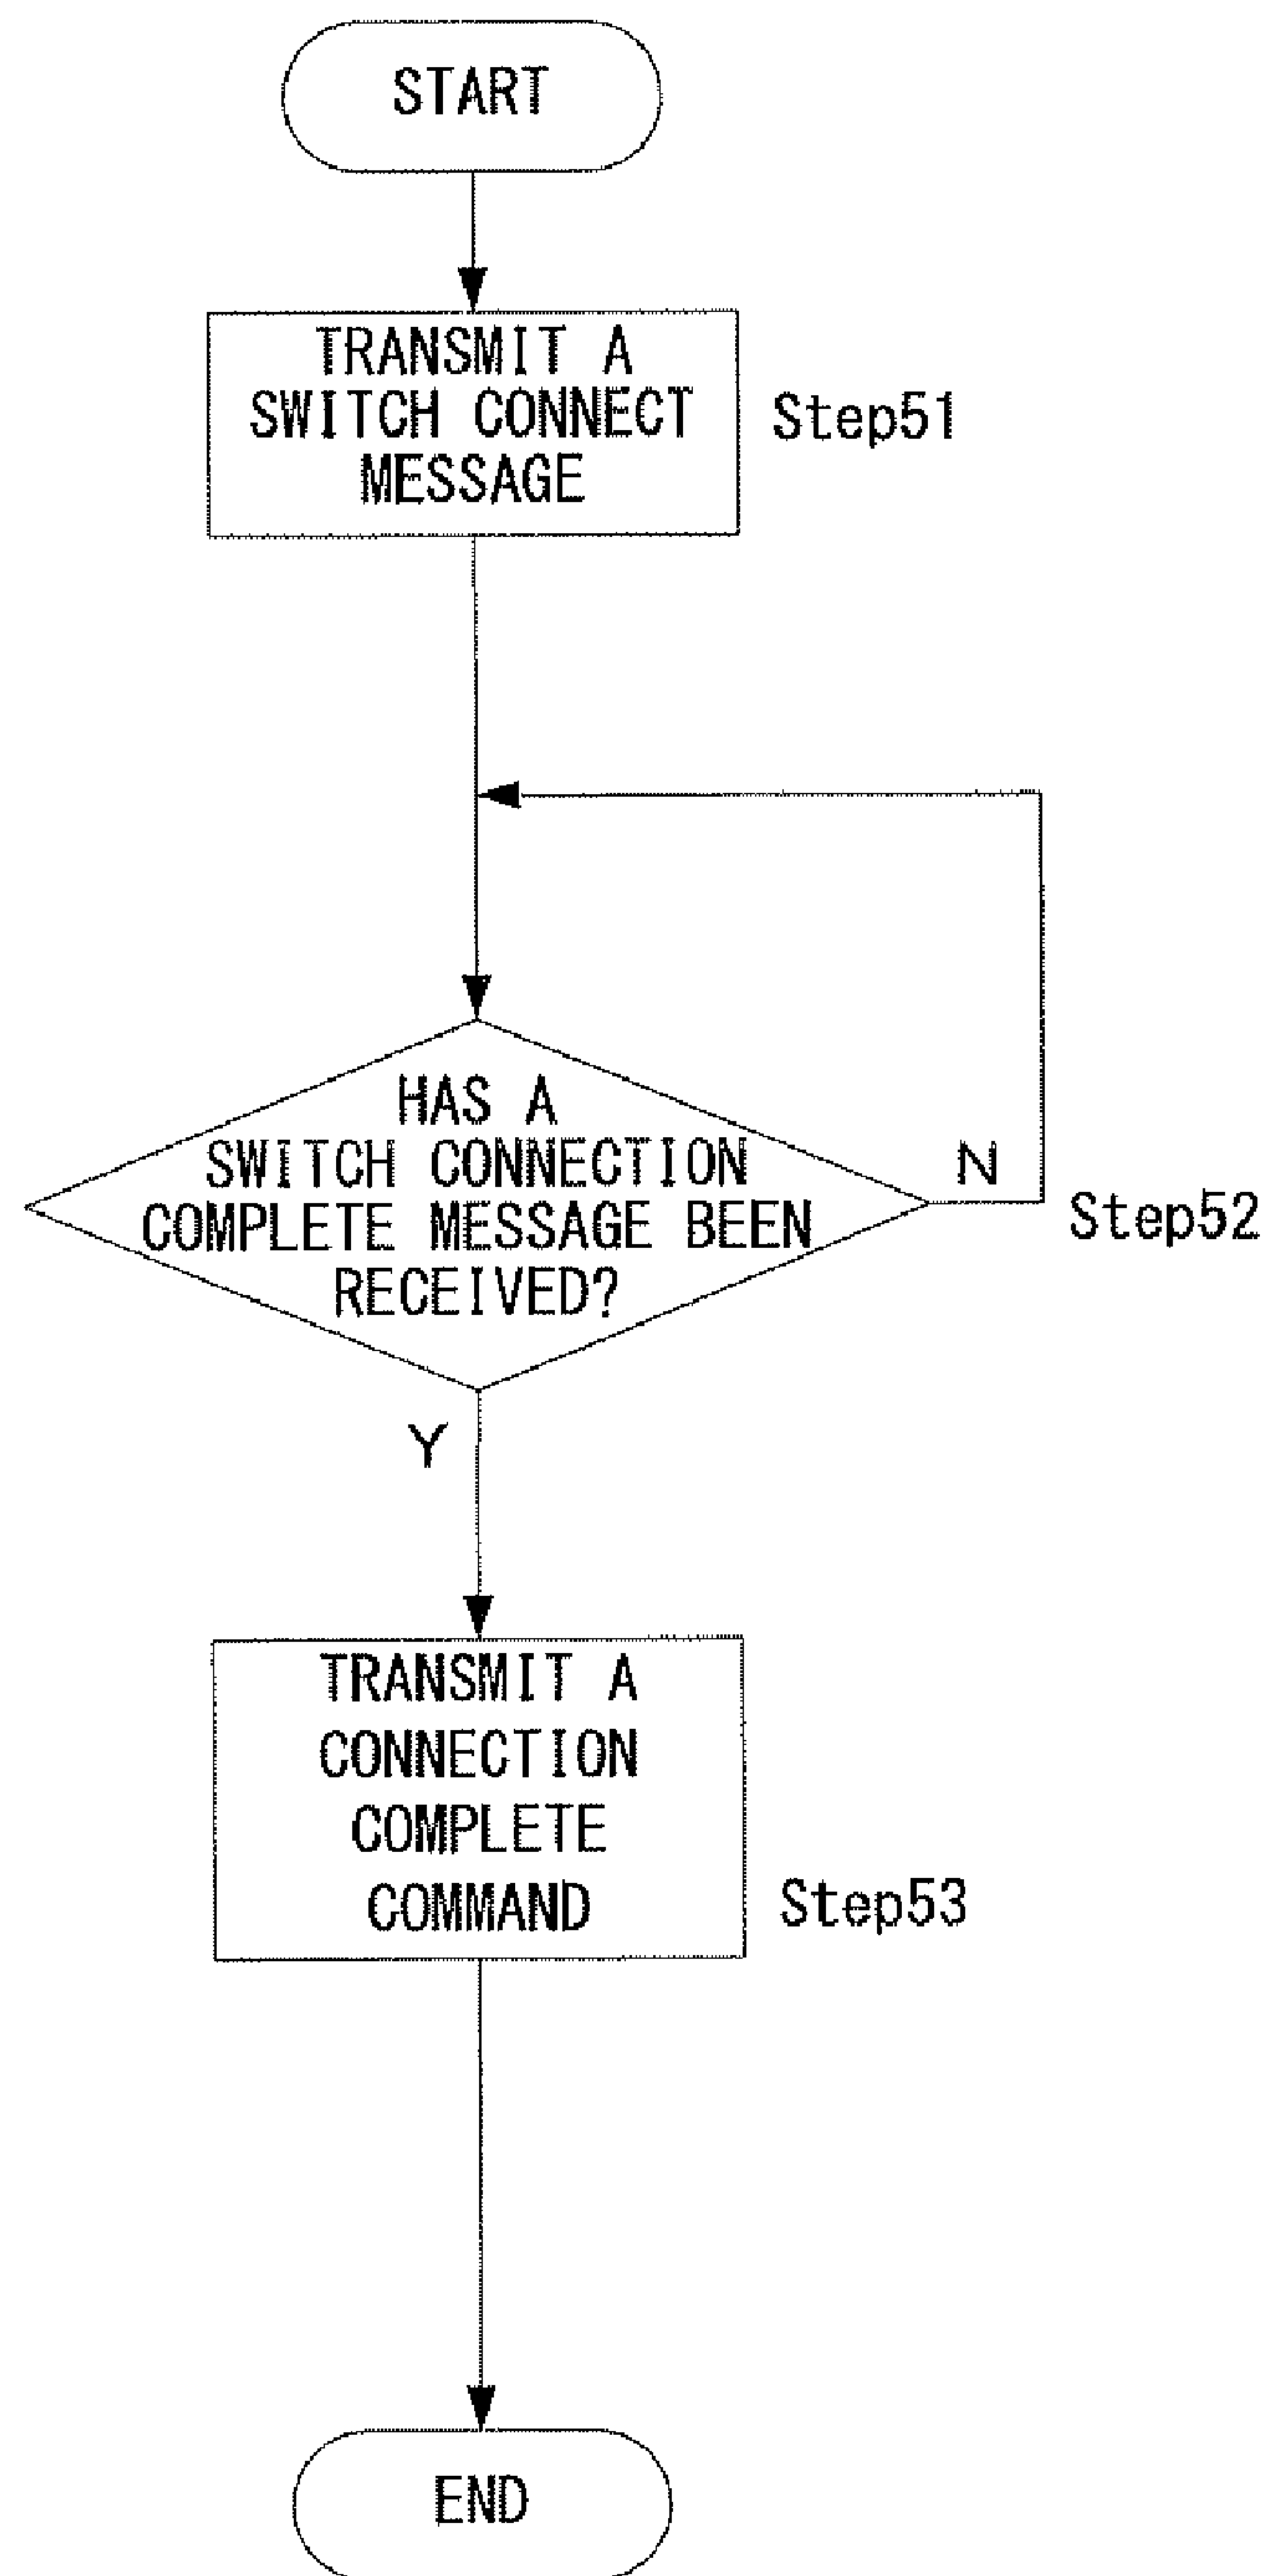 START
TRANSMIT A
SWITCH CONNECT
MESSAGE
Step51
HAS A
SWITCH CONNECTION
COMPLETE MESSAGE BEEN
RECEIVED?
N
Step52
Y
TRANSMIT A
CONNECTION
COMPLETE
COMMAND
Step53
END